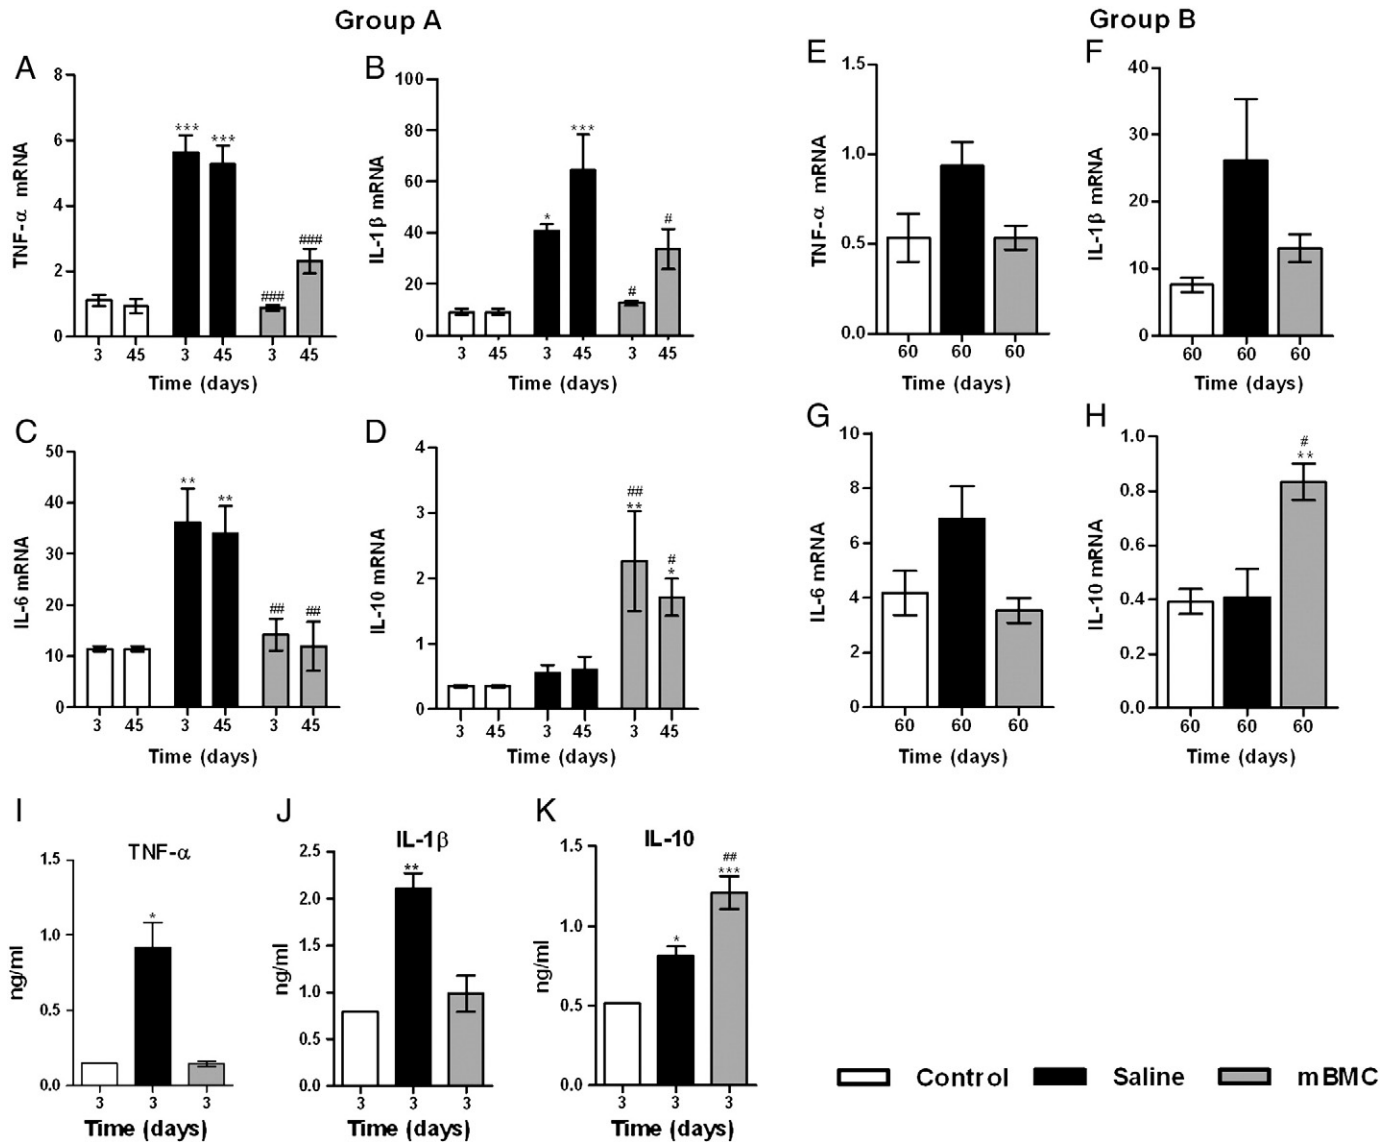 Group A
Group B
A
TNF-α mRNA
8
6
4
2
0
***
***
###
###
3 45 3 45 3 45
Time (days)
B
IL-1β mRNA
100
80
60
40
20
0
*
***
#
#
3 45 3 45 3 45
Time (days)
E
TNF-α mRNA
1.5
1.0
0.5
0.0
60 60 60
Time (days)
F
IL-1β mRNA
40
30
20
10
0
60 60 60
Time (days)
C
IL-6 mRNA
50
40
30
20
10
0
**
**
##
##
3 45 3 45 3 45
Time (days)
D
IL-10 mRNA
4
3
2
1
0
##
**
#
*
3 45 3 45 3 45
Time (days)
G
IL-6 mRNA
10
8
6
4
2
0
60 60 60
Time (days)
H
IL-10 mRNA
1.0
0.8
0.6
0.4
0.2
0.0
#
**
60 60 60
Time (days)
I
TNF-α
ng/ml
1.5
1.0
0.5
0.0
*
3 3 3
Time (days)
J
IL-1β
ng/ml
2.5
2.0
1.5
1.0
0.5
0.0
**
3 3 3
Time (days)
K
IL-10
ng/ml
1.5
1.0
0.5
0.0
*
##
***
3 3 3
Time (days)
Control Saline mBMC